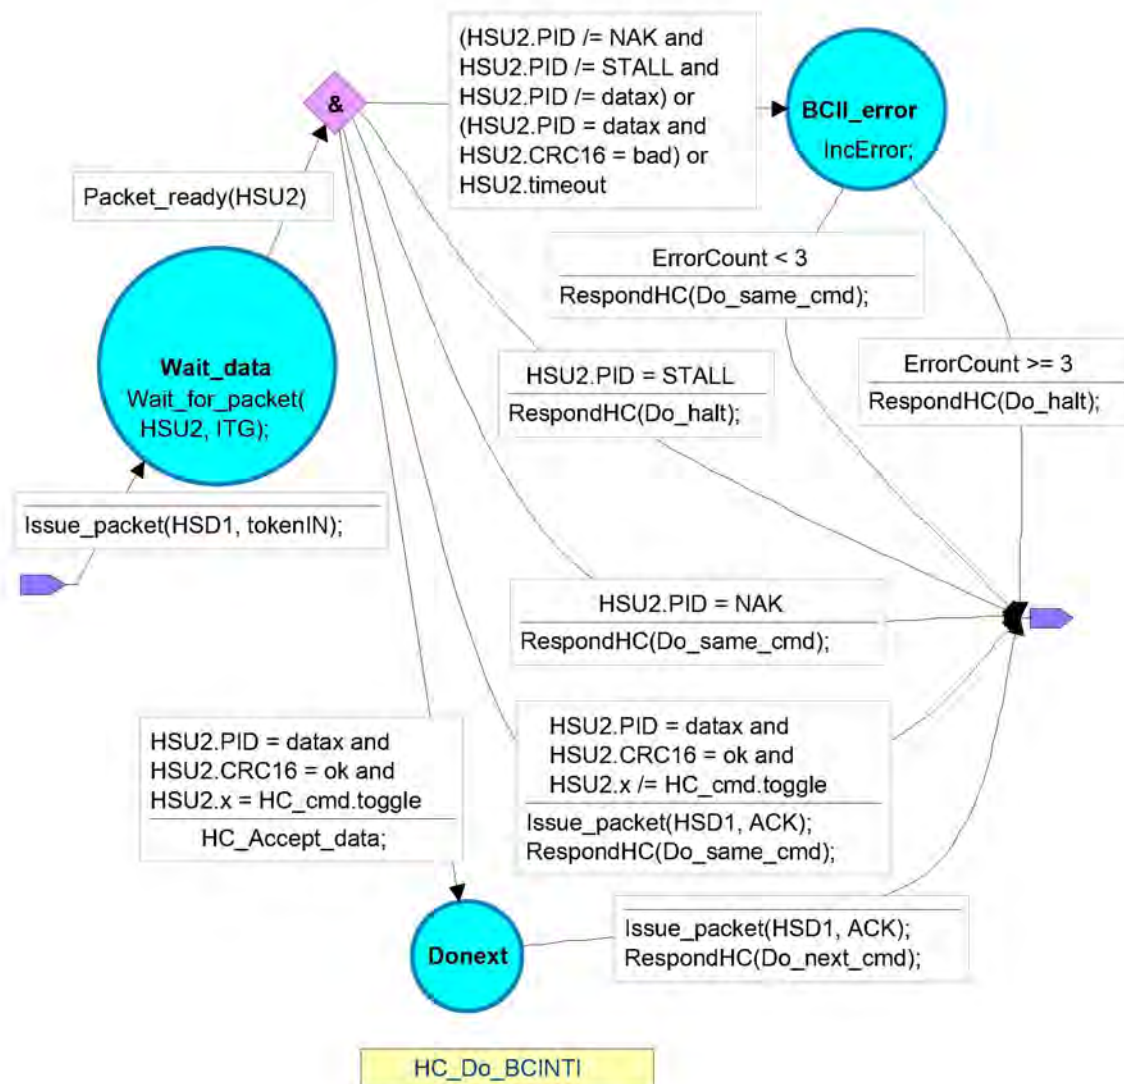 (HSU2.PID /= NAK and
HSU2.PID /= STALL and
HSU2.PID /= datax) or
(HSU2.PID = datax and
HSU2.CRC16 = bad) or
HSU2.timeout
&
BCII_error
IncError;
Packet_ready(HSU2)
ErrorCount < 3
RespondHC(Do_same_cmd);
Wait_data
Wait_for_packet(
HSU2, ITG);
HSU2.PID = STALL
RespondHC(Do_halt);
ErrorCount >= 3
RespondHC(Do_halt);
Issue_packet(HSD1, tokenIN);
HSU2.PID = NAK
RespondHC(Do_same_cmd);
HSU2.PID = datax and
HSU2.CRC16 = ok and
HSU2.x = HC_cmd.toggle
HC_Accept_data;
HSU2.PID = datax and
HSU2.CRC16 = ok and
HSU2.x /= HC_cmd.toggle
Issue_packet(HSD1, ACK);
RespondHC(Do_same_cmd);
Donext
Issue_packet(HSD1, ACK);
RespondHC(Do_next_cmd);
HC_Do_BCINTI